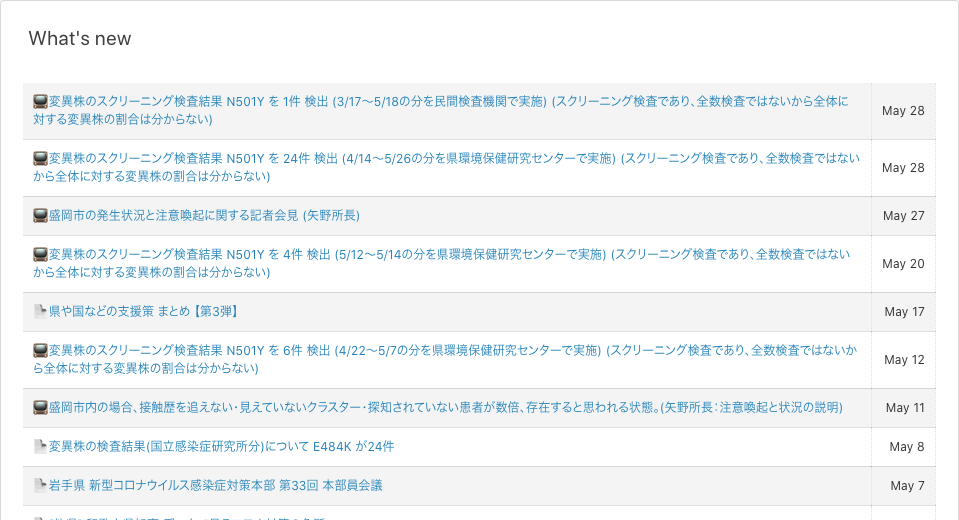 What's new
変異株のスクリーニング検査結果 N501Y を 1件 検出 (3/17〜5/18の分を民間検査機関で実施) (スクリーニング検査であり、全数検査ではないから全体に
対する変異株の割合は分からない)
May 28
変異株のスクリーニング検査結果 N501Y を 24件 検出 (4/14〜5/26の分を県環境保健研究センターで実施) (スクリーニング検査であり、全数検査ではない
から全体に対する変異株の割合は分からない)
May 28
盛岡市の発生状況と注意喚起に関する記者会見 (矢野所長)
May 27
変異株のスクリーニング検査結果 N501Y を 4件 検出 (5/12〜5/14の分を県環境保健研究センターで実施) (スクリーニング検査であり、全数検査ではない
から全体に対する変異株の割合は分からない)
May 20
県や国などの支援策 まとめ 【第3弾】
May 17
変異株のスクリーニング検査結果 N501Y を 6件 検出 (4/22〜5/7の分を県環境保健研究センターで実施) (スクリーニング検査であり、全数検査ではないか
ら全体に対する変異株の割合は分からない)
May 12
盛岡市内の場合、接触歴を追えない・見えていないクラスター・探知されていない患者が数倍、存在すると思われる状態。(矢野所長：注意喚起と状況の説明)
May 11
変異株の検査結果(国立感染症研究所分)について E484K が24件
May 8
岩手県 新型コロナウイルス感染症対策本部 第33回 本部員会議
May 7